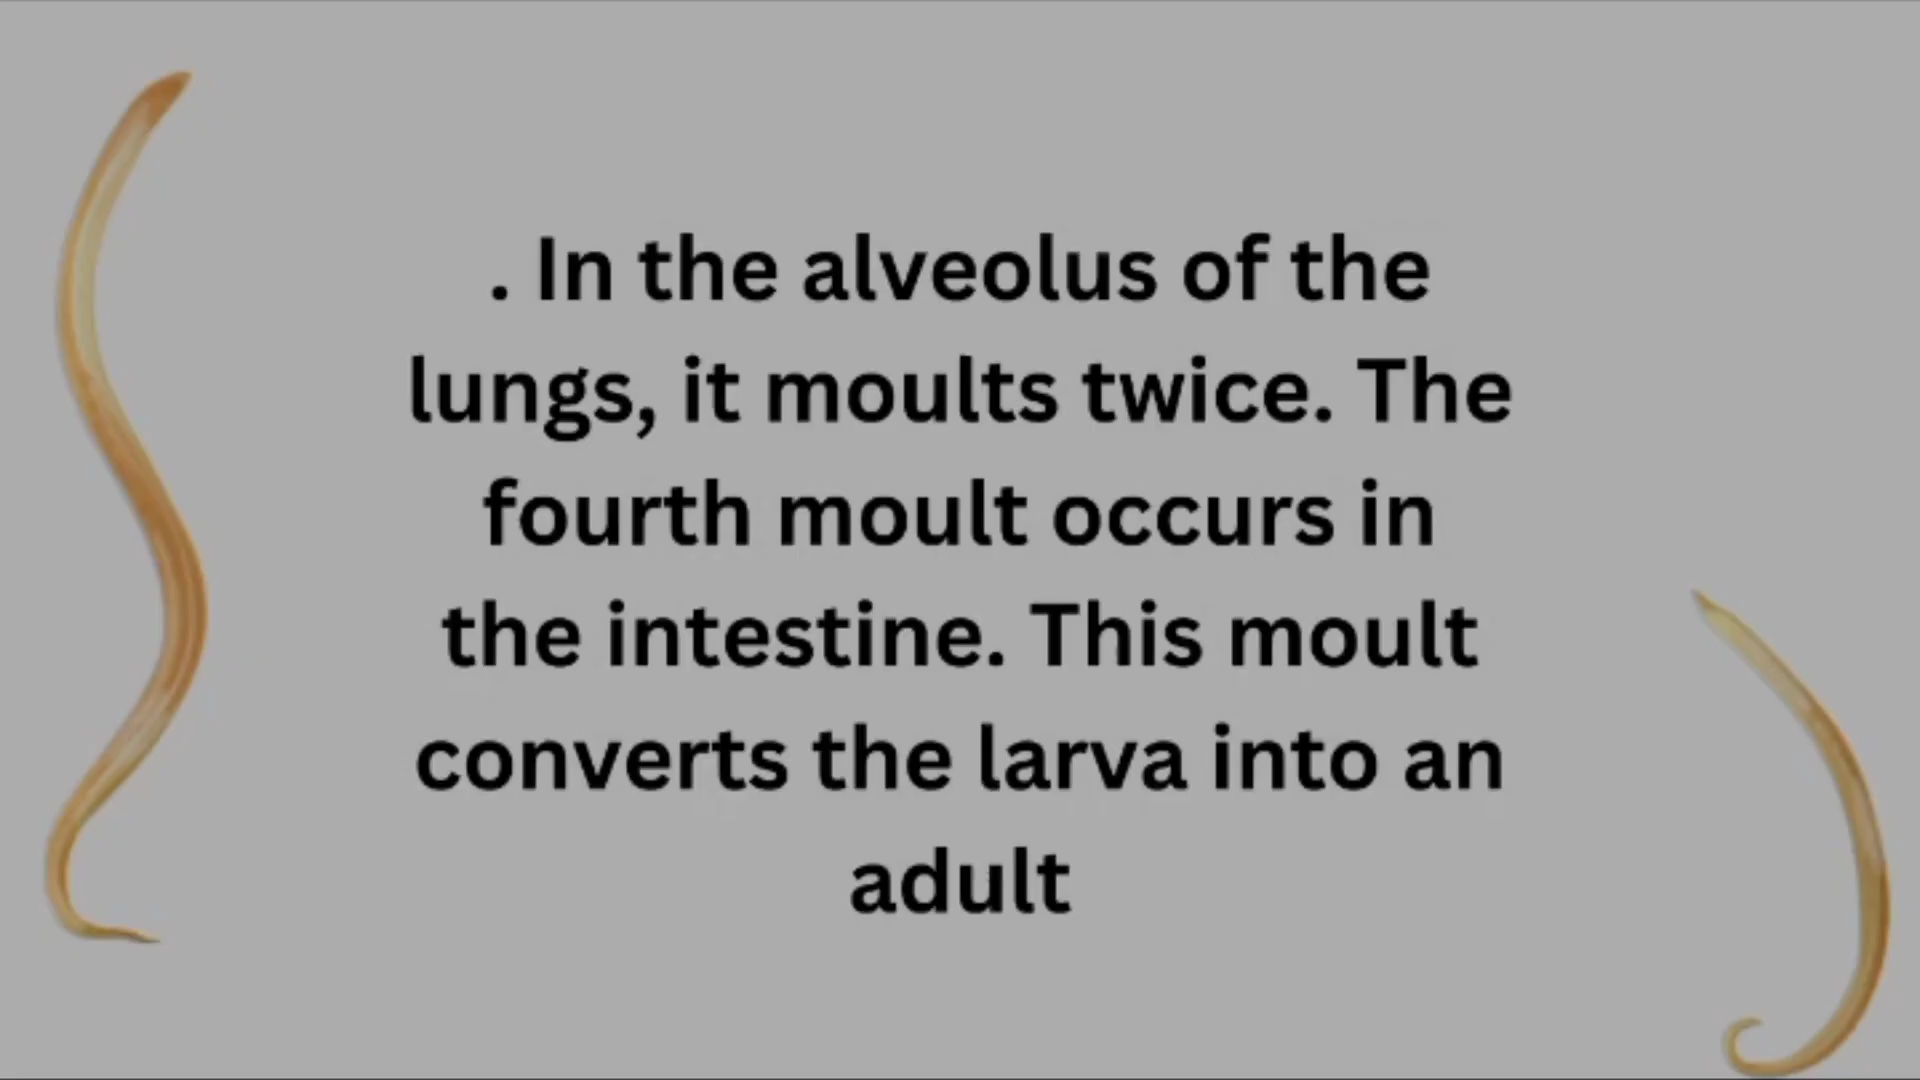 . In the alveolus of the
lungs, it moults twice. The
fourth moult occurs in
the intestine. This moult
converts the larva into an
adult